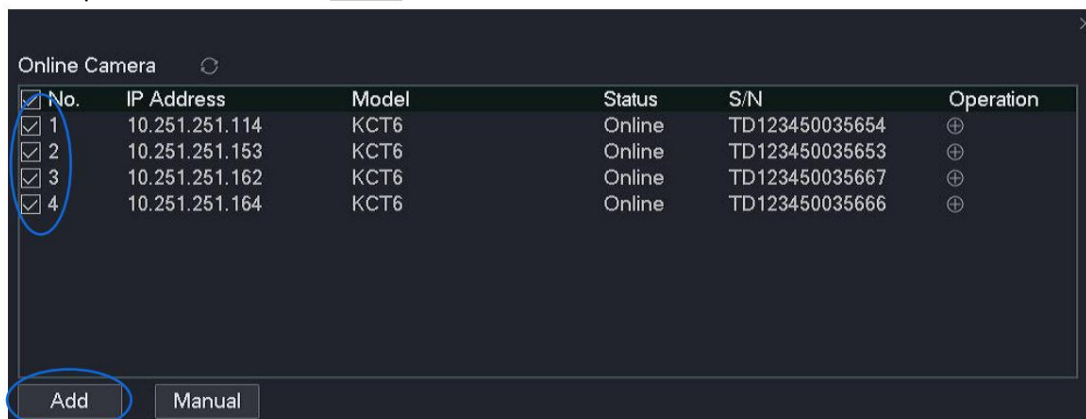 Online Camera
No. IP Address Model Status S/N Operation
1 10.251.251.114 KCT6 Online TD123450035654
2 10.251.251.153 KCT6 Online TD123450035653
3 10.251.251.162 KCT6 Online TD123450035667
4 10.251.251.164 KCT6 Online TD123450035666
Add Manual